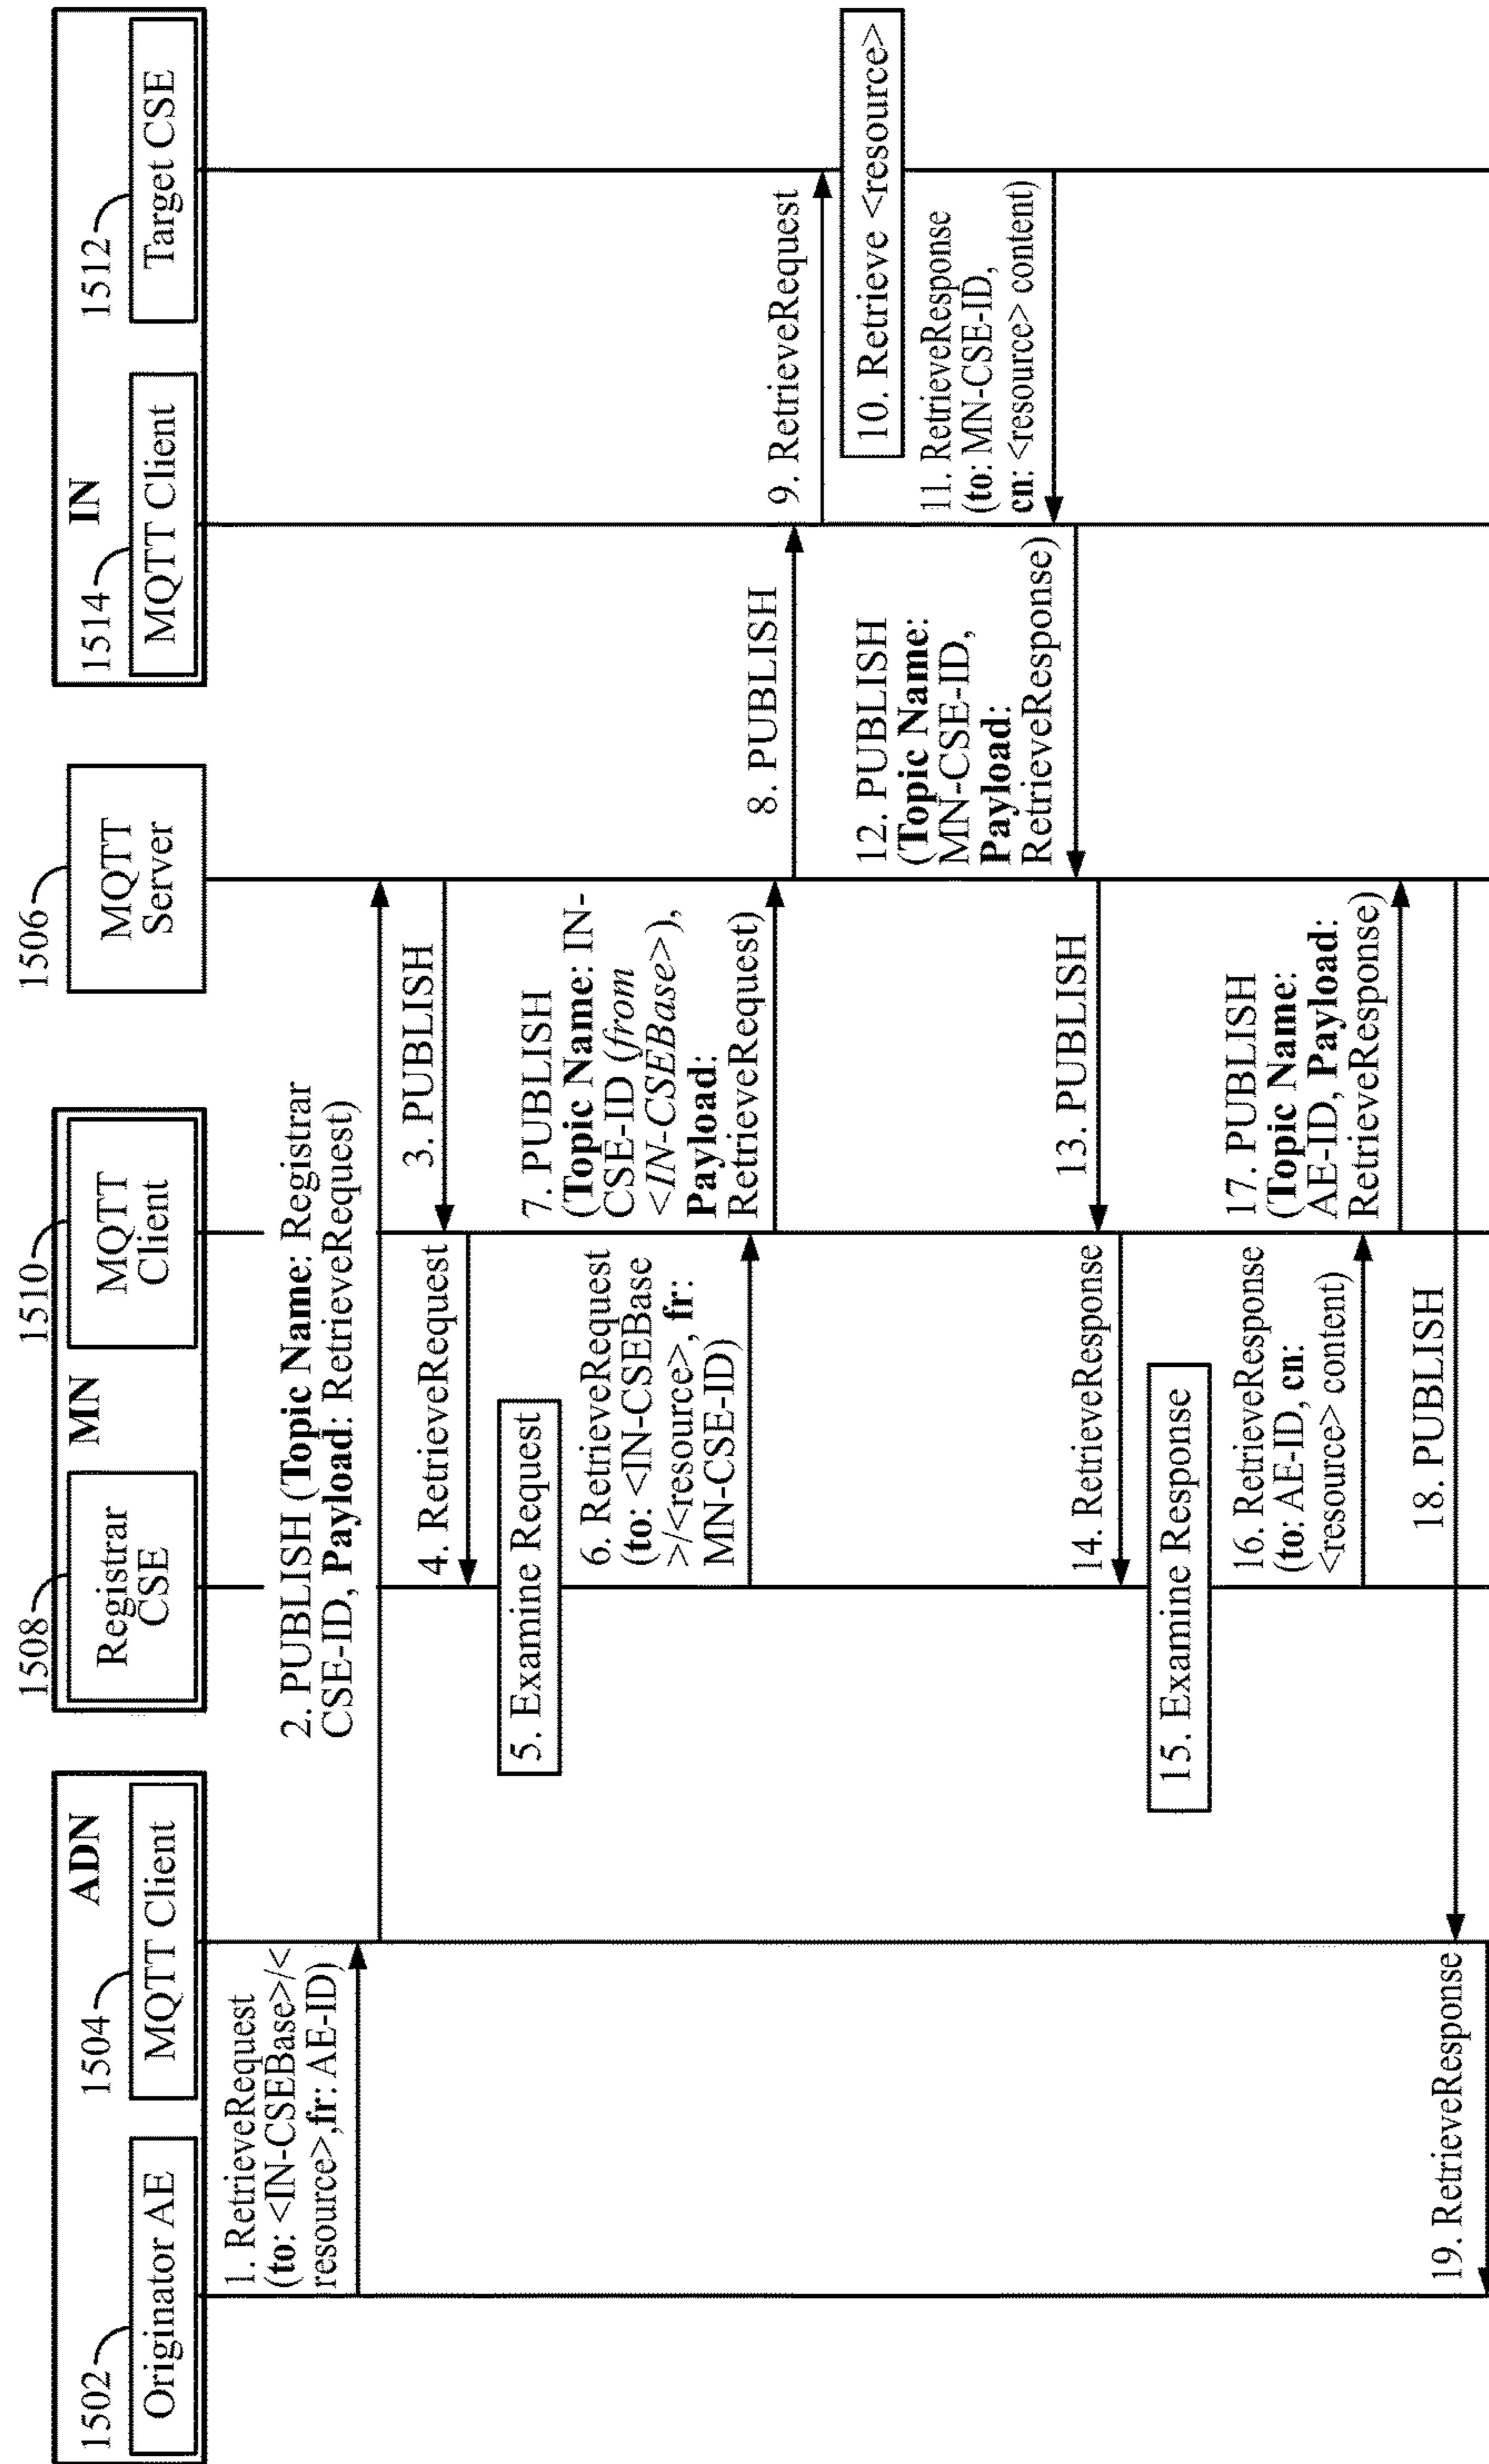 1502
Originator AE
1504
MQTT Client
ADN
1508
Registrar
CSE
MN
1510
MQTT
Client
1506
MQTT
Server
1514
MQTT Client
IN
1512
Target CSE
1. RetrieveRequest
(to: <IN-CSEBase>/<
resource>,fr: AE-ID)
2. PUBLISH (Topic Name: Registrar
CSE-ID, Payload: RetrieveRequest)
3. PUBLISH
4. RetrieveRequest
5. Examine Request
6. RetrieveRequest
(to: <IN-CSEBase
>/<resource>, fr:
MN-CSE-ID)
7. PUBLISH
(Topic Name: IN-
CSE-ID (from
<IN-CSEBase>),
Payload:
RetrieveRequest)
8. PUBLISH
9. RetrieveRequest
10. Retrieve <resource>
11. RetrieveResponse
(to: MN-CSE-ID,
cn: <resource> content)
12. PUBLISH
(Topic Name:
MN-CSE-ID,
Payload:
RetrieveResponse)
13. PUBLISH
14. RetrieveResponse
15. Examine Response
16. RetrieveResponse
(to: AE-ID, cn:
<resource> content)
17. PUBLISH
(Topic Name:
AE-ID, Payload:
RetrieveResponse)
18. PUBLISH
19. RetrieveResponse